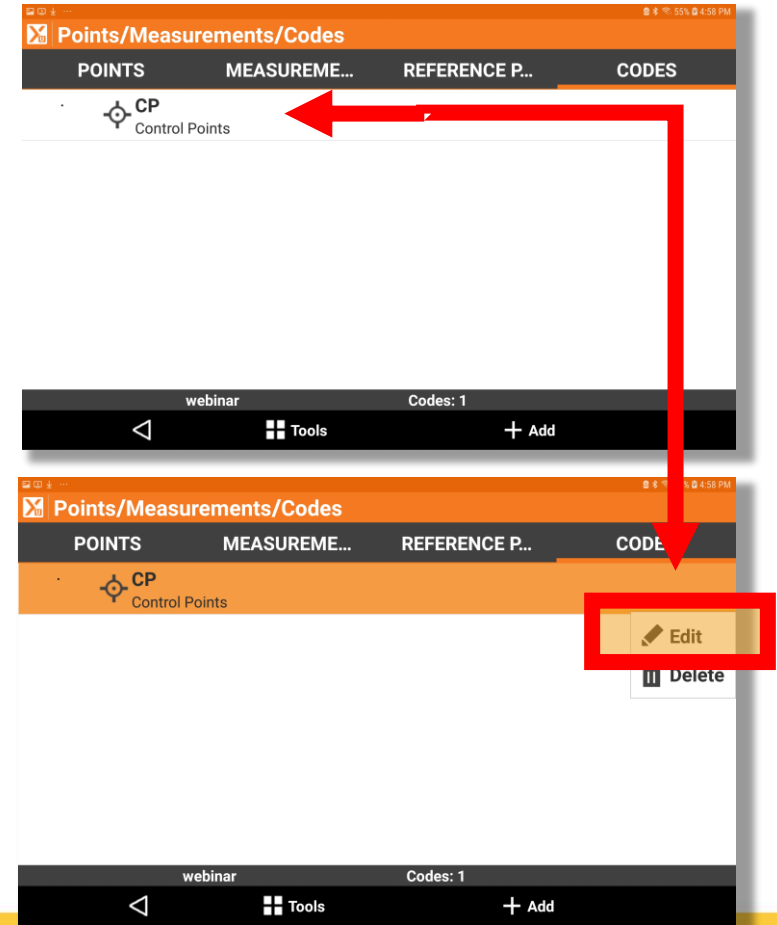 55% 4:58 PM
Points/Measurements/Codes
POINTS MEASUREME... REFERENCE P... CODES
CP
Control Points
webinar Codes: 1
Tools + Add
4:58 PM
Points/Measurements/Codes
POINTS MEASUREME... REFERENCE P...
CP
Control Points
Edit
Delete
webinar Codes: 1
Tools + Add